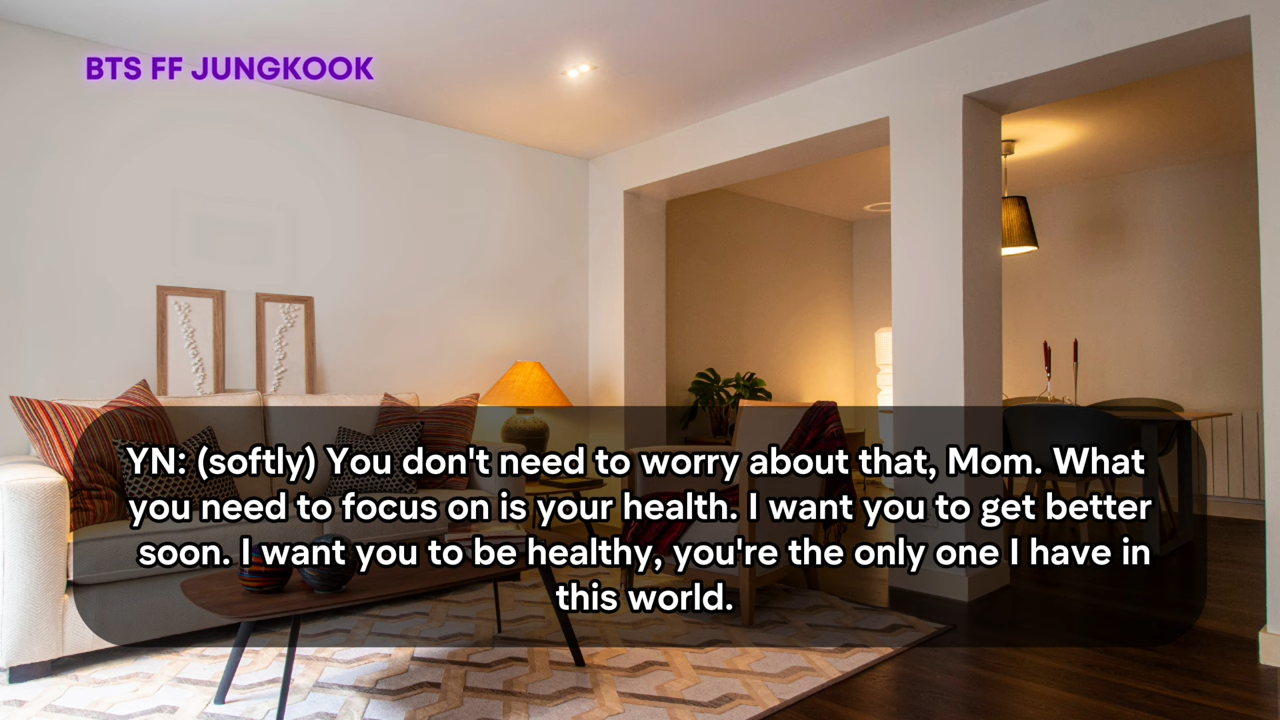 BTS FF JUNGKOOK
YN: (softly) You don't need to worry about that, Mom. What
you need to focus on is your health. I want you to get better
soon. I want you to be healthy, you're the only one I have in
this world.